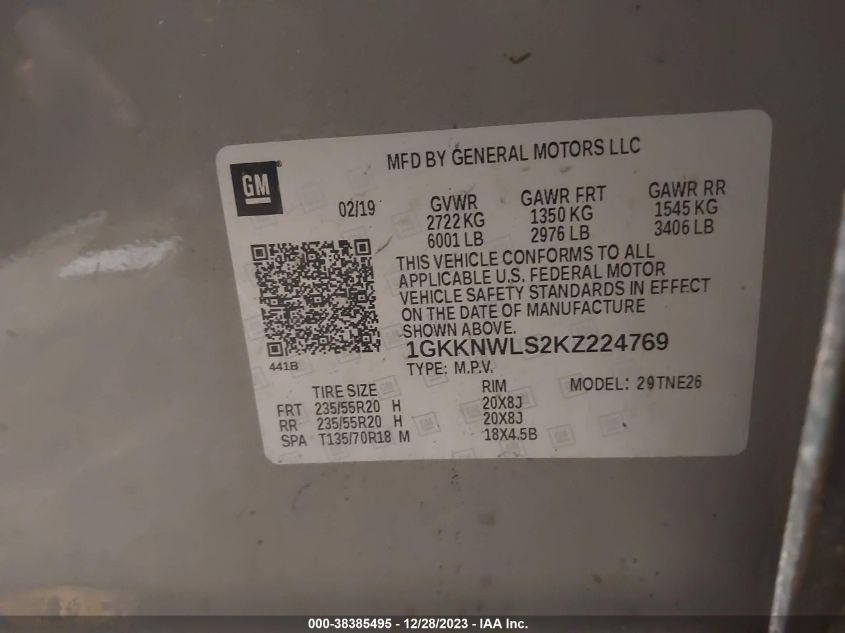 MFD BY GENERAL MOTORS LLC
GM
02/19
GVWR
2722 KG
6001 LB
GAWR FRT
1350 KG
2976 LB
GAWR RR
1545 KG
3406 LB
THIS VEHICLE CONFORMS TO ALL
APPLICABLE U.S. FEDERAL MOTOR
VEHICLE SAFETY STANDARDS IN EFFECT
ON THE DATE OF MANUFACTURE
SHOWN ABOVE.
441B
1GKKNWLS2KZ224769
TYPE: M.P.V.
MODEL: 29TNE26
TIRE SIZE RIM
FRT 235/55R20 H 20X8J
RR 235/55R20 H 20X8J
SPA T135/70R18 M 18X4.5B
000-38385495 - 12/28/2023 - IAA Inc.